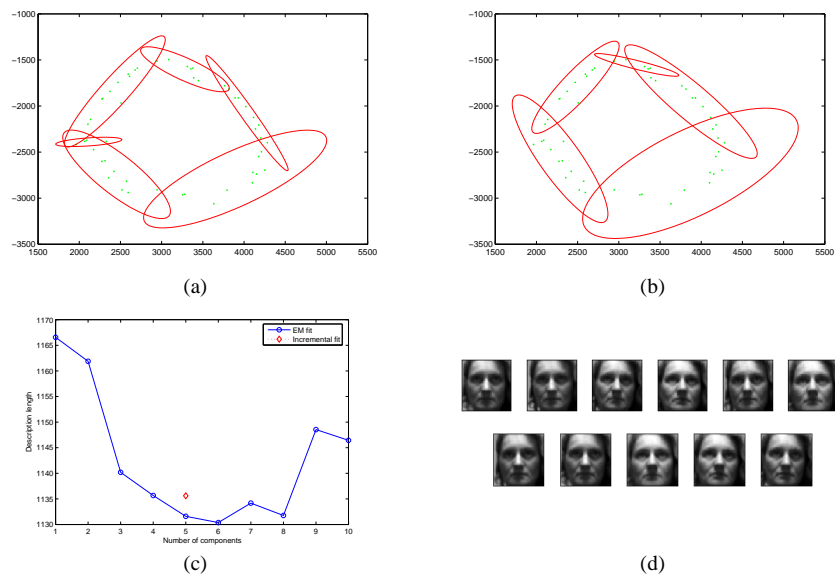 −1000
−1500
−2000
−2500
−3000
−3500
1500 2000 2500 3000 3500 4000 4500 5000 5500
(a)
−1000
−1500
−2000
−2500
−3000
−3500
1500 2000 2500 3000 3500 4000 4500 5000 5500
(b)
1170
1165
1160
1155
1150
1145
1140
1135
1130
Description length
EM fit
Incremental fit
1 2 3 4 5 6 7 8 9 10
Number of components
(c)
(d)